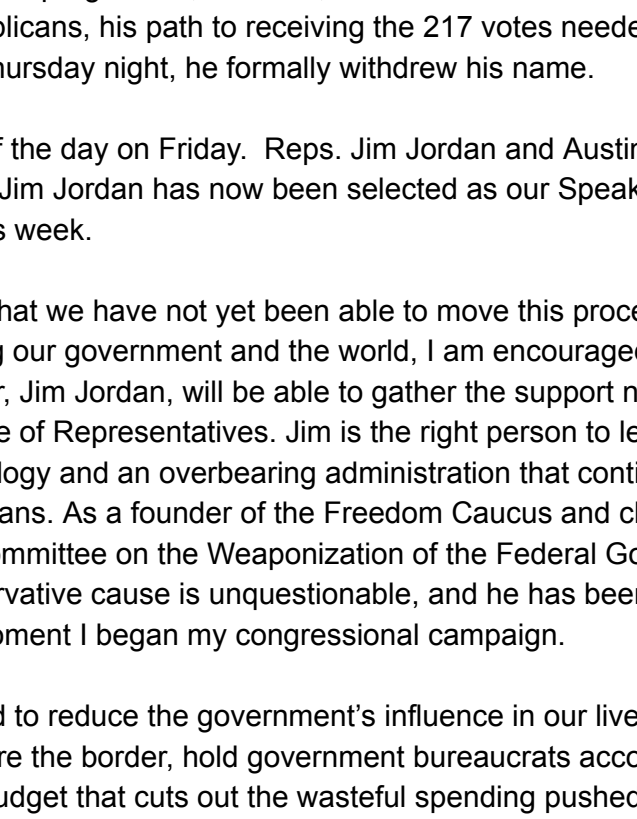 plicans, his path to receiving the 217 votes neede
hursday night, he formally withdrew his name.
f the day on Friday.  Reps. Jim Jordan and Austin
Jim Jordan has now been selected as our Speak
s week.
hat we have not yet been able to move this proce
g our government and the world, I am encouraged
r, Jim Jordan, will be able to gather the support n
e of Representatives. Jim is the right person to le
logy and an overbearing administration that conti
ans. As a founder of the Freedom Caucus and cl
ommittee on the Weaponization of the Federal Go
rvative cause is unquestionable, and he has been
oment I began my congressional campaign.
d to reduce the government’s influence in our live
re the border, hold government bureaucrats acco
udget that cuts out the wasteful spending pushed